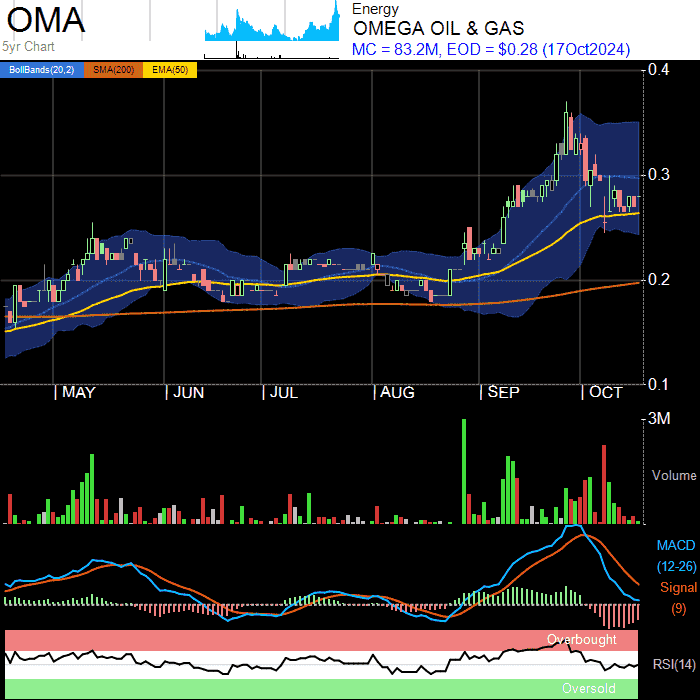 OMA
5yr Chart
Energy
OMEGA OIL & GAS
MC = 83.2M, EOD = $0.28 (17Oct2024)
BollBands(20,2) SMA(200) EMA(50)
0.4
0.3
0.2
0.1
MAY JUN JUL AUG SEP OCT
3M
Volume
MACD
(12-26)
Signal
(9)
Overbought
RSI(14)
Oversold